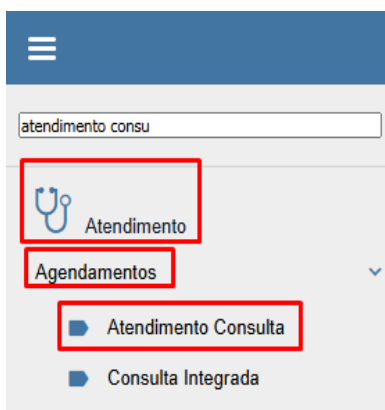 atendimento consu
Atendimento
Agendamentos
Atendimento Consulta
Consulta Integrada